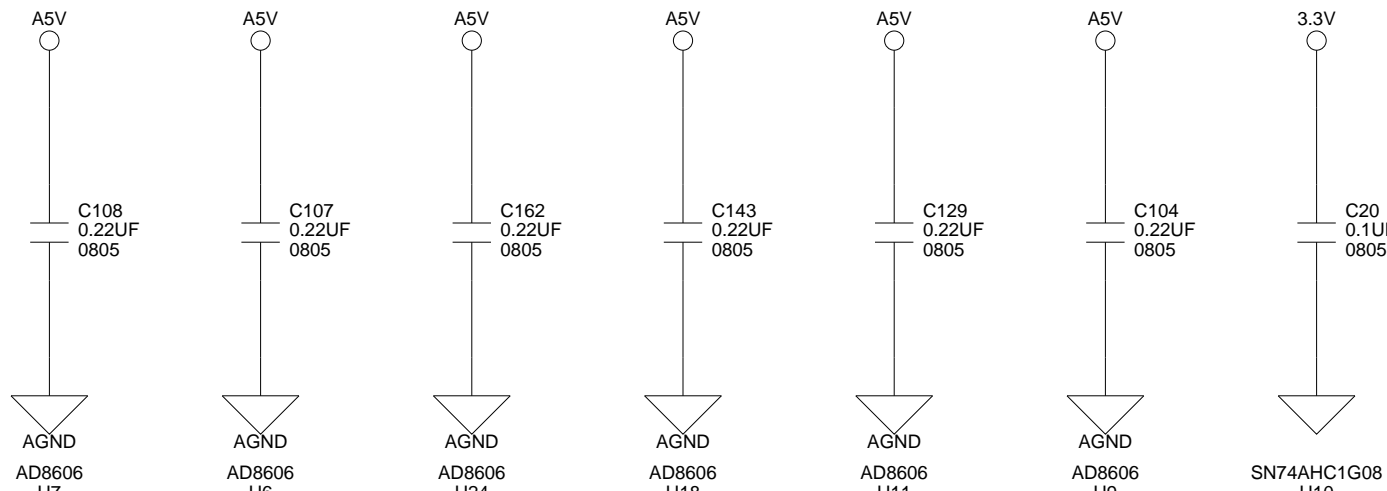 A5V A5V A5V A5V A5V A5V 3.3V
C108 C107 C162 C143 C129 C104 C20
0.22UF 0.22UF 0.22UF 0.22UF 0.22UF 0.22UF
0805 0805 0805 0805 0805 0805 0805
AGND AGND AGND AGND AGND AGND
AD8606 AD8606 AD8606 AD8606 AD8606 AD8606 SN74AHC1G08